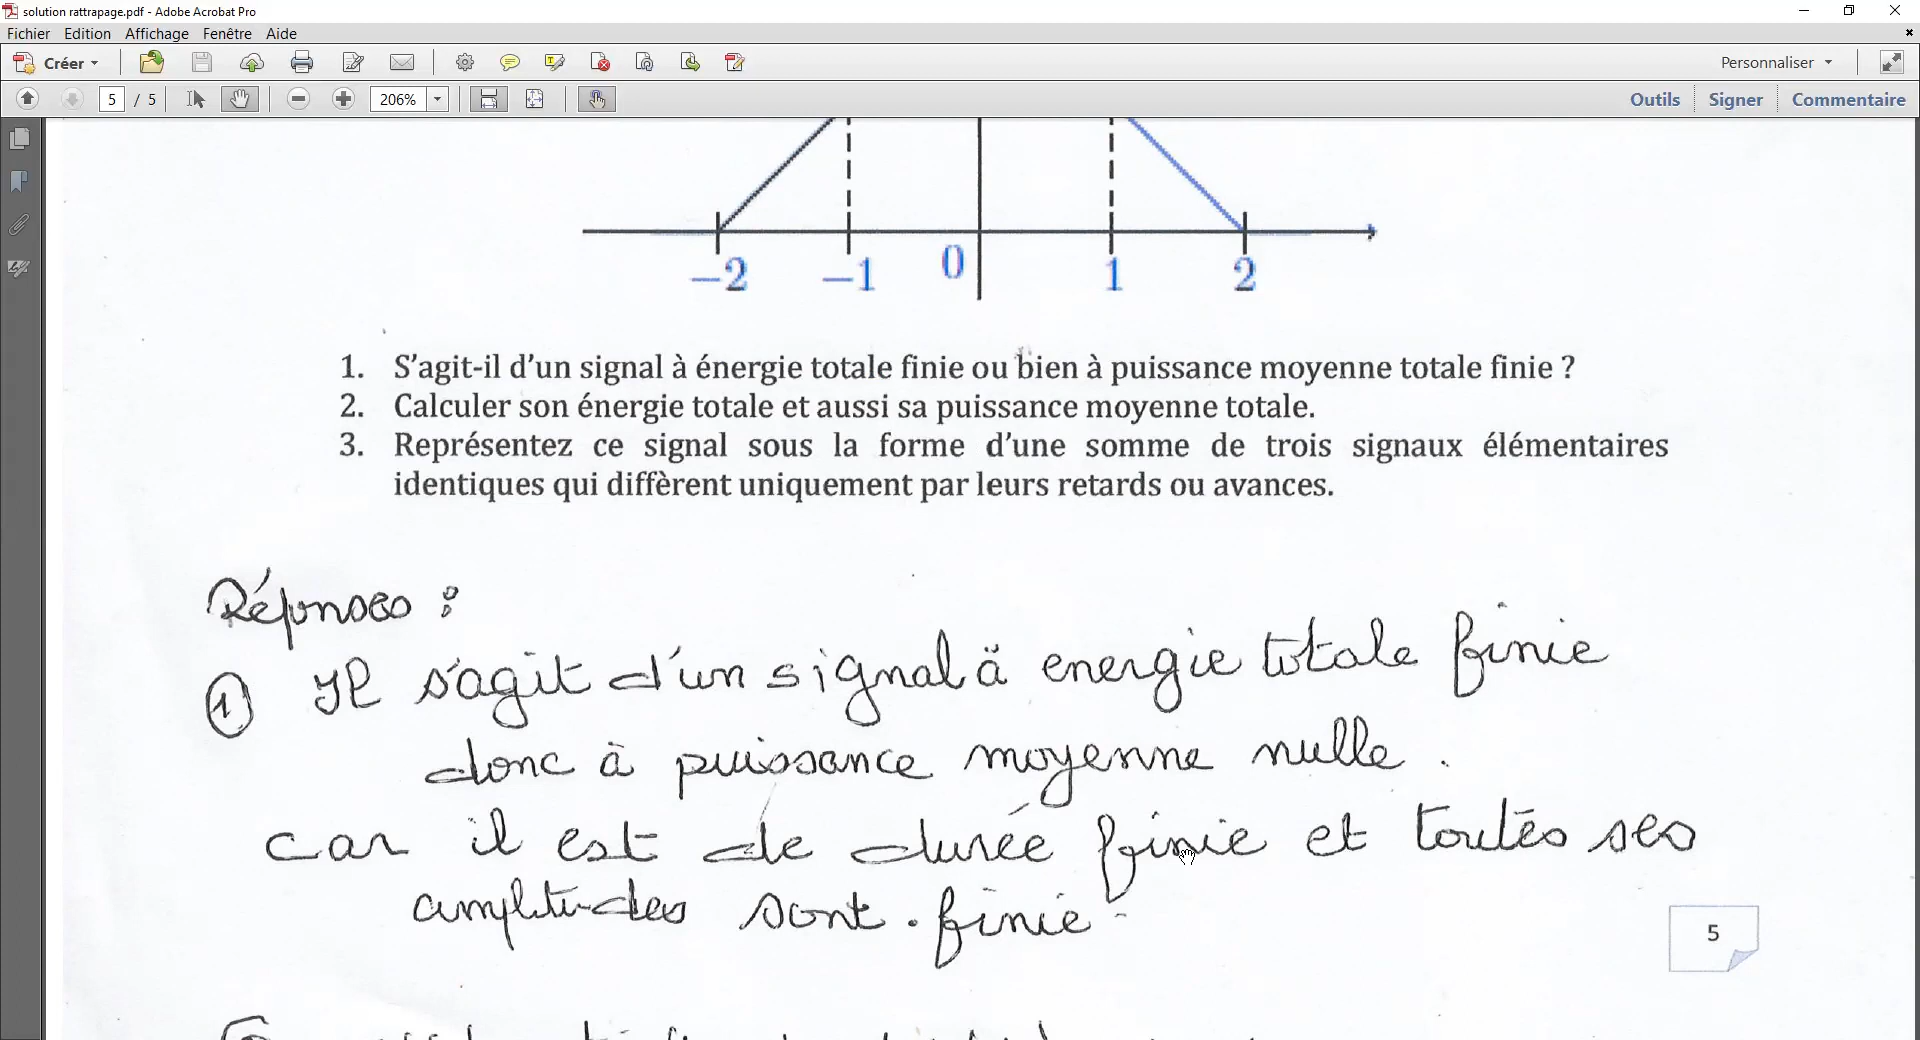 solution rattrapage.pdf - Adobe Acrobat Pro
Fichier Edition Affichage Fenêtre Aide
Créer
Personnaliser
5 / 5
206%
Outils Signer Commentaire
−2 −1 0 1 2
1. S'agit-il d'un signal à énergie totale finie ou bien à puissance moyenne totale finie ?
2. Calculer son énergie totale et aussi sa puissance moyenne totale.
3. Représentez ce signal sous la forme d'une somme de trois signaux élémentaires
identiques qui diffèrent uniquement par leurs retards ou avances.
Réponses :
① Il s'agit d'un signal à energie totale finie
donc à puissance moyenne nulle .
car il est de durée finie et toutes ses
amplitudes sont . finie .
5